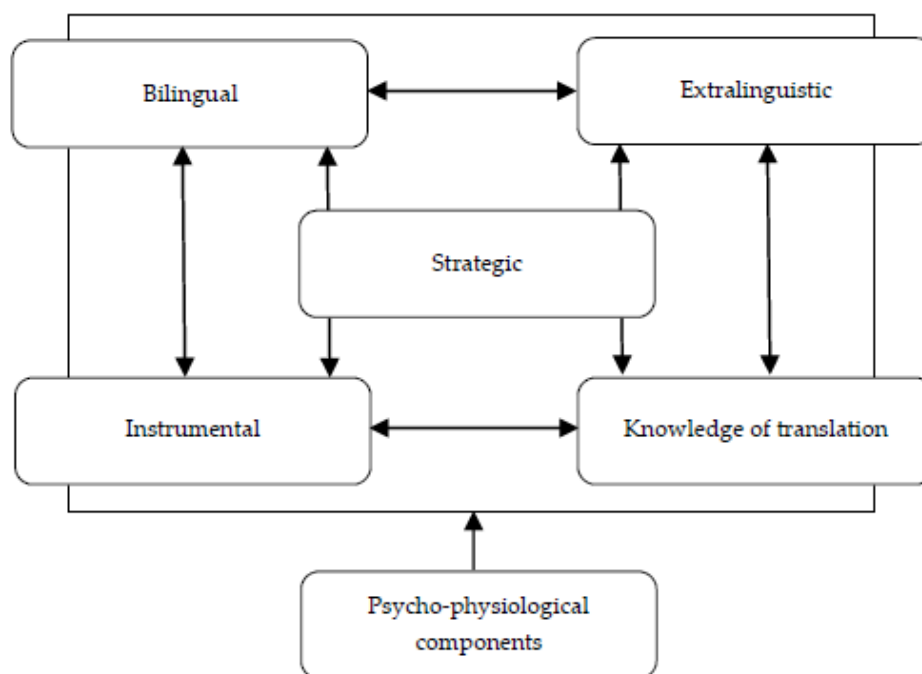 Bilingual
Extralinguistic
Strategic
Instrumental
Knowledge of translation
Psycho-physiological
components